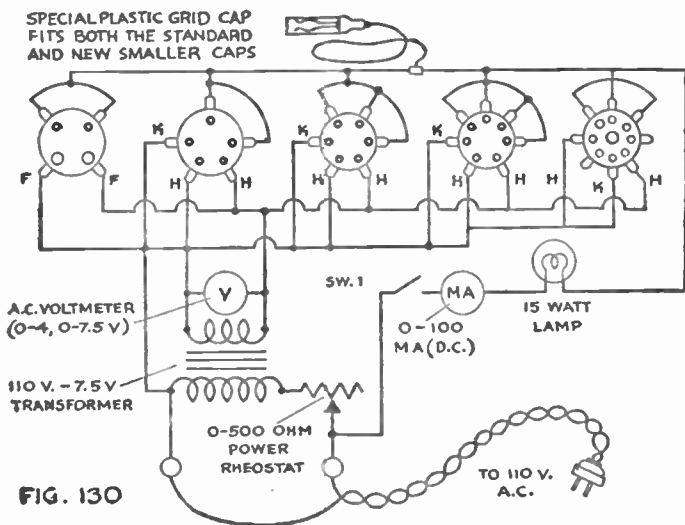 SPECIAL PLASTIC GRID CAP
FITS BOTH THE STANDARD
AND NEW SMALLER CAPS
F
F
K
H
H
K
H
H
K
H
H
H
K
H
A.C. VOLTMETER
(0-4, 0-7.5 V)
V
SW. 1
MA
0-100
MA (D.C.)
15 WATT
LAMP
110 V. - 7.5 V
TRANSFORMER
0-500 OHM
POWER
RHEOSTAT
TO 110 V.
A.C.
FIG. 130